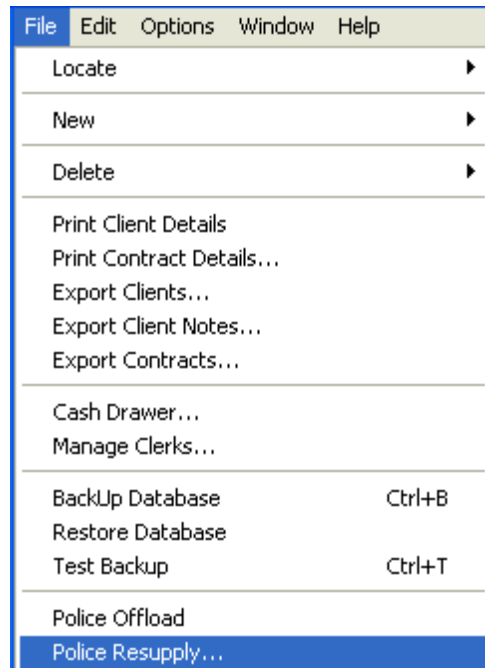 File Edit Options Window Help
Locate
New
Delete
Print Client Details
Print Contract Details...
Export Clients...
Export Client Notes...
Export Contracts...
Cash Drawer...
Manage Clerks...
BackUp Database Ctrl+B
Restore Database
Test Backup Ctrl+T
Police Offload
Police Resupply...